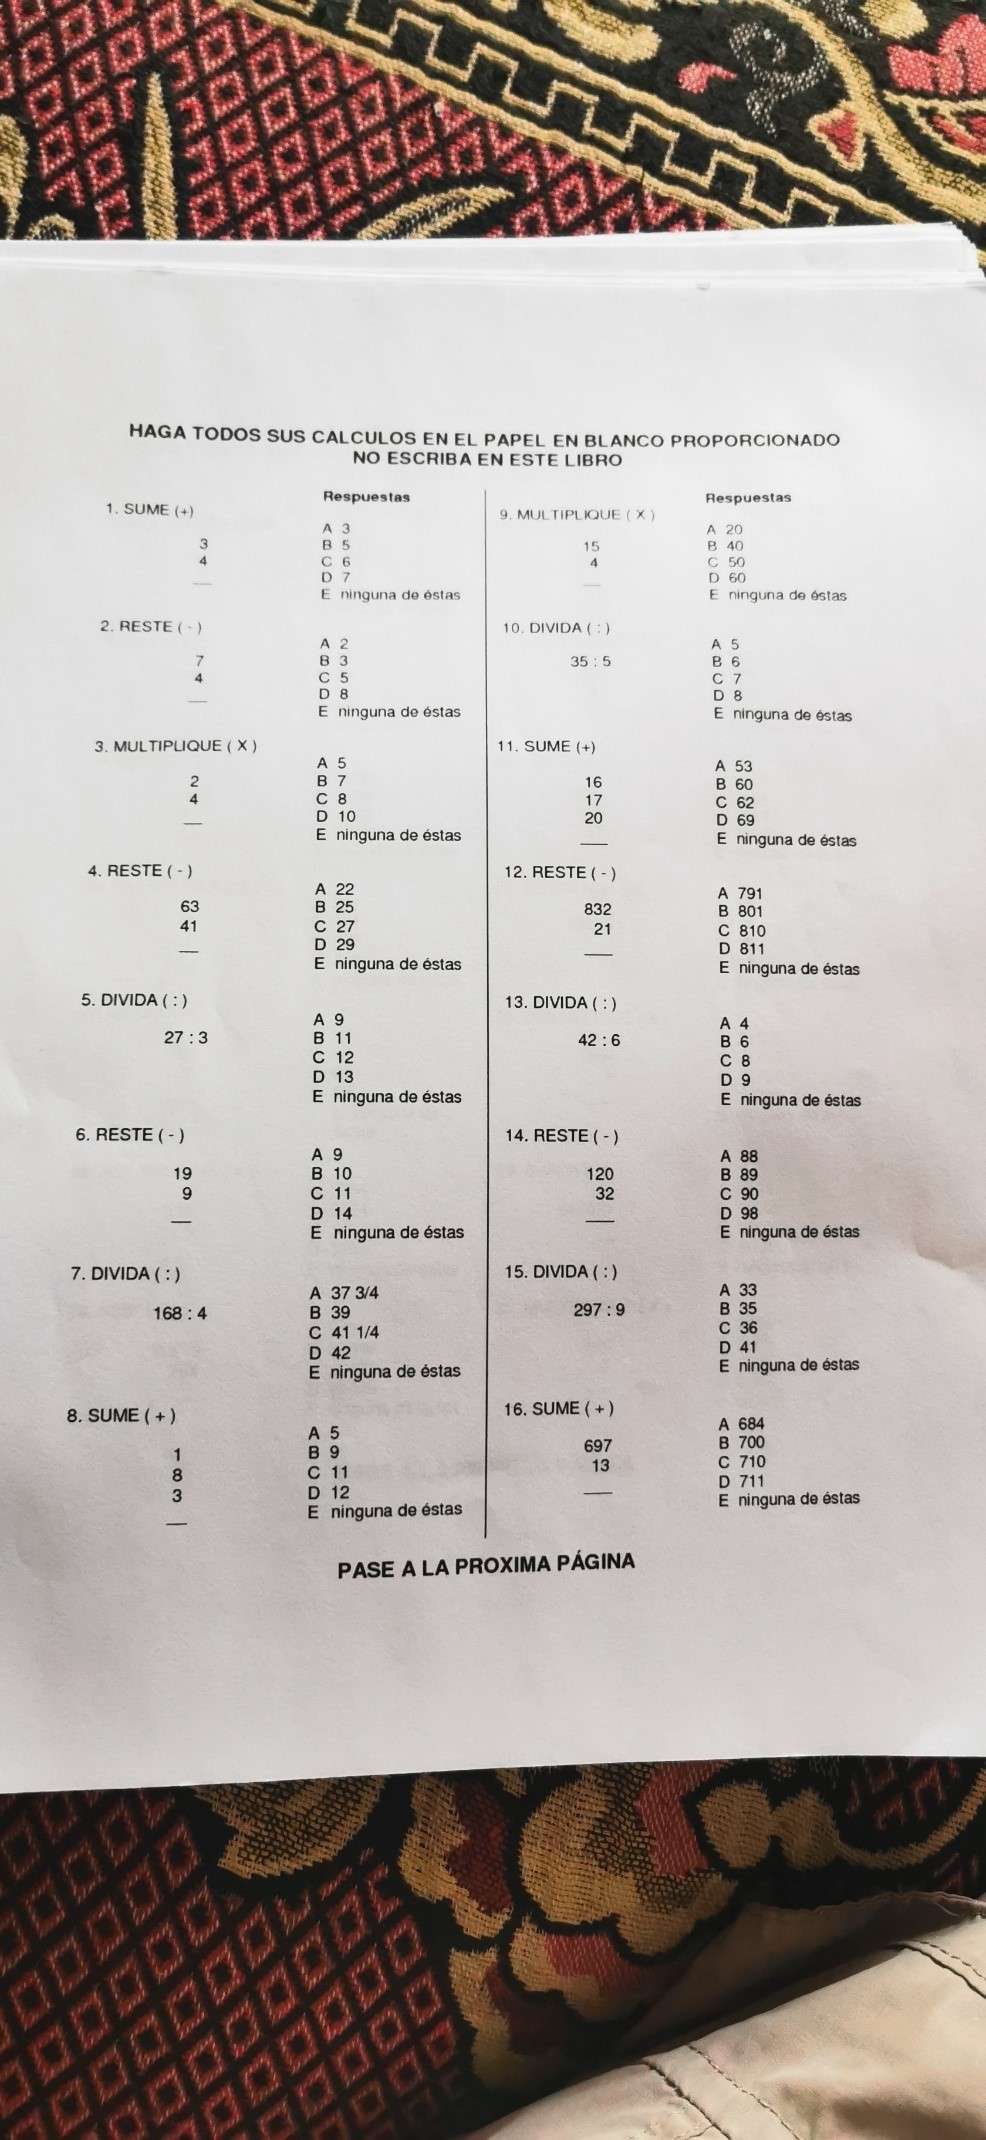 HAGA TODOS SUS CALCULOS EN EL PAPEL EN BLANCO PROPORCIONADO
NO ESCRIBA EN ESTE LIBRO
Respuestas
1. SUME (+)
3
4
A 3
B 5
C 6
D 7
E ninguna de éstas
2. RESTE ( - )
7
4
A 2
B 3
C 5
D 8
E ninguna de éstas
3. MULTIPLIQUE ( X )
2
4
A 5
B 7
C 8
D 10
E ninguna de éstas
4. RESTE ( - )
63
41
A 22
B 25
C 27
D 29
E ninguna de éstas
5. DIVIDA ( : )
27 : 3
A 9
B 11
C 12
D 13
E ninguna de éstas
6. RESTE ( - )
19
9
A 9
B 10
C 11
D 14
E ninguna de éstas
7. DIVIDA ( : )
168 : 4
A 37 3/4
B 39
C 41 1/4
D 42
E ninguna de éstas
8. SUME ( + )
1
8
3
A 5
B 9
C 11
D 12
E ninguna de éstas
Respuestas
9. MULTIPLIQUE ( X )
15
4
A 20
B 40
C 50
D 60
E ninguna de éstas
10. DIVIDA ( : )
35 : 5
A 5
B 6
C 7
D 8
E ninguna de éstas
11. SUME (+)
16
17
20
A 53
B 60
C 62
D 69
E ninguna de éstas
12. RESTE ( - )
832
21
A 791
B 801
C 810
D 811
E ninguna de éstas
13. DIVIDA ( : )
42 : 6
A 4
B 6
C 8
D 9
E ninguna de éstas
14. RESTE ( - )
120
32
A 88
B 89
C 90
D 98
E ninguna de éstas
15. DIVIDA ( : )
297 : 9
A 33
B 35
C 36
D 41
E ninguna de éstas
16. SUME ( + )
697
13
A 684
B 700
C 710
D 711
E ninguna de éstas
PASE A LA PROXIMA PÁGINA